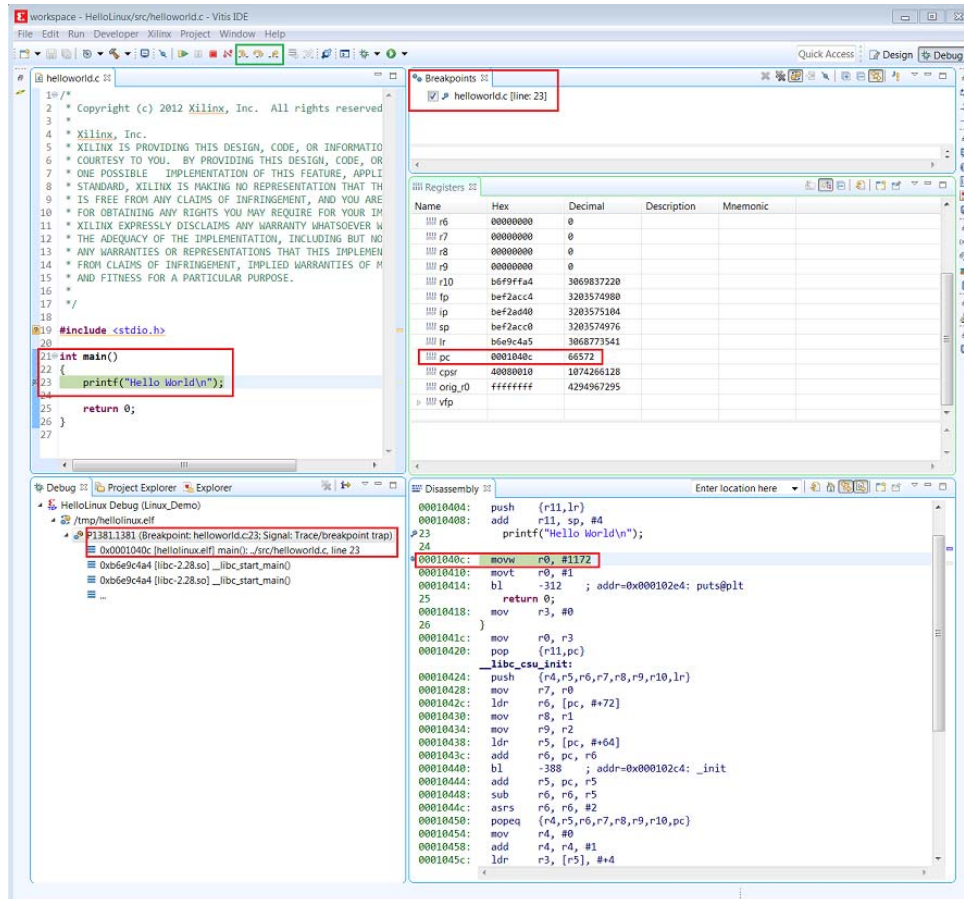 workspace - HelloLinux/src/helloworld.c - Vitis IDE
File Edit Run Developer Xilinx Project Window Help
Quick Access Design Debug
helloworld.c
1 /*
2 * Copyright (c) 2012 Xilinx, Inc. All rights reserved
3 *
4 * Xilinx, Inc.
5 * XILINX IS PROVIDING THIS DESIGN, CODE, OR INFORMATIO
6 * COURTESY TO YOU. BY PROVIDING THIS DESIGN, CODE, OR
7 * ONE POSSIBLE IMPLEMENTATION OF THIS FEATURE, APPLI
8 * STANDARD, XILINX IS MAKING NO REPRESENTATION THAT TH
9 * IS FREE FROM ANY CLAIMS OF INFRINGEMENT, AND YOU ARE
10 * FOR OBTAINING ANY RIGHTS YOU MAY REQUIRE FOR YOUR IM
11 * XILINX EXPRESSLY DISCLAIMS ANY WARRANTY WHATSOEVER W
12 * THE ADEQUACY OF THE IMPLEMENTATION, INCLUDING BUT NO
13 * ANY WARRANTIES OR REPRESENTATIONS THAT THIS IMPLEMEN
14 * FROM CLAIMS OF INFRINGEMENT, IMPLIED WARRANTIES OF M
15 * AND FITNESS FOR A PARTICULAR PURPOSE.
16 *
17 */
18
19 #include <stdio.h>
20
21 int main()
22 {
23 printf("Hello World\n");
24
25 return 0;
26 }
27
Breakpoints
helloworld.c [line: 23]
Registers
Name Hex Decimal Description Mnemonic
r6 00000000 0
r7 00000000 0
r8 00000000 0
r9 00000000 0
r10 b6f9ffa4 3069837220
fp bef2acc4 3203574980
ip bef2ad40 3203575104
sp bef2acc0 3203574976
lr b6e9c4a5 3068773541
pc 0001040c 66572
cpsr 40080010 1074266128
orig_r0 ffffffff 4294967295
vfp
Debug Project Explorer Explorer
HelloLinux Debug (Linux_Demo)
/tmp/hellolinux.elf
P1381.1381 (Breakpoint: helloworld.c:23; Signal: Trace/breakpoint trap)
0x0001040c [hellolinux.elf] main(): ../src/helloworld.c, line 23
0xb6e9c4a4 [libc-2.28.so] __libc_start_main()
0xb6e9c4a4 [libc-2.28.so] __libc_start_main()
...
Disassembly Enter location here
00010404: push {r11,lr}
00010408: add r11, sp, #4
23 printf("Hello World\n");
24
0001040c: movw r0, #1172
00010410: movt r0, #1
00010414: bl -312 ; addr=0x000102e4: puts@plt
25 return 0;
00010418: mov r3, #0
26 }
0001041c: mov r0, r3
00010420: pop {r11,pc}
__libc_csu_init:
00010424: push {r4,r5,r6,r7,r8,r9,r10,lr}
00010428: mov r7, r0
0001042c: ldr r6, [pc, #+72]
00010430: mov r8, r1
00010434: mov r9, r2
00010438: ldr r5, [pc, #+64]
0001043c: add r6, pc, r6
00010440: bl -388 ; addr=0x000102c4: _init
00010444: add r5, pc, r5
00010448: sub r6, r6, r5
0001044c: asrs r6, r6, #2
00010450: popeq {r4,r5,r6,r7,r8,r9,r10,pc}
00010454: mov r4, #0
00010458: add r4, r4, #1
0001045c: ldr r3, [r5], #+4